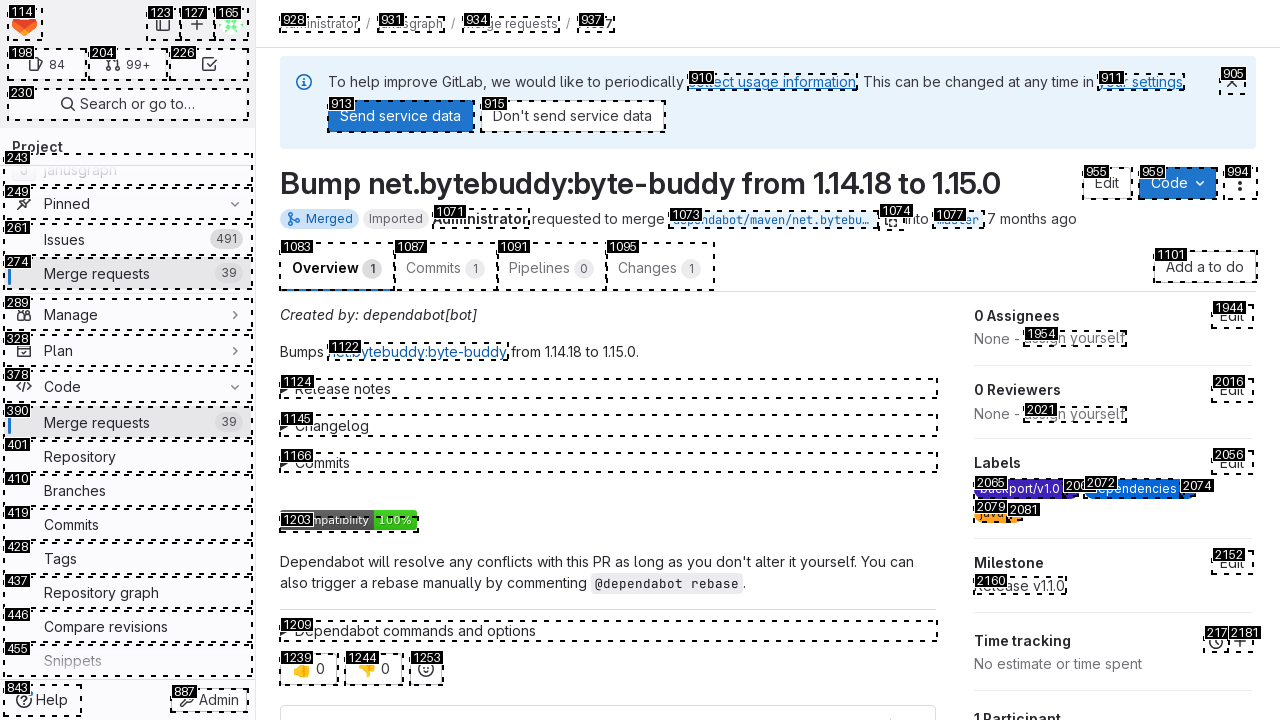 114
123
127
165
198
84
204
99+
226
230
Search or go to…
Project
243
janusgraph
249
Pinned
261
Issues
491
274
Merge requests
39
289
Manage
328
Plan
378
Code
390
Merge requests
39
401
Repository
410
Branches
419
Commits
428
Tags
437
Repository graph
446
Compare revisions
455
Snippets
843
Help
887
Admin
928
931
/
934
Merge requests
/
937
To help improve GitLab, we would like to periodically 910 collect usage information. This can be changed at any time in 911 your settings.
905
913
Send service data
915
Don't send service data
Bump net.bytebuddy:byte-buddy from 1.14.18 to 1.15.0
955
Edit
959
Code
994
Merged
Imported
1071
Administrator requested to merge
1073
dependabot/maven/net.bytebu…
1074
into
1077
master
7 months ago
1083
Overview 1
1087
Commits 1
1091
Pipelines 0
1095
Changes 1
1101
Add a to do
Created by: dependabot[bot]
Bumps 1122 net.bytebuddy:byte-buddy from 1.14.18 to 1.15.0.
1124
Release notes
1145
Changelog
1166
Commits
1203
100%
Dependabot will resolve any conflicts with this PR as long as you don't alter it yourself. You can
also trigger a rebase manually by commenting @dependabot rebase.
1209
Dependabot commands and options
1239
0
1244
0
1253
0 Assignees
1944
Edit
None - 1954 assign yourself
0 Reviewers
2016
Edit
None - 2021 assign yourself
Labels
2056
Edit
2065
backport/v1.0
2072
dependencies
2074
2079
2081
Milestone
2152
Edit
2160
Release v1.1.0
Time tracking
2181
No estimate or time spent
1 Participant